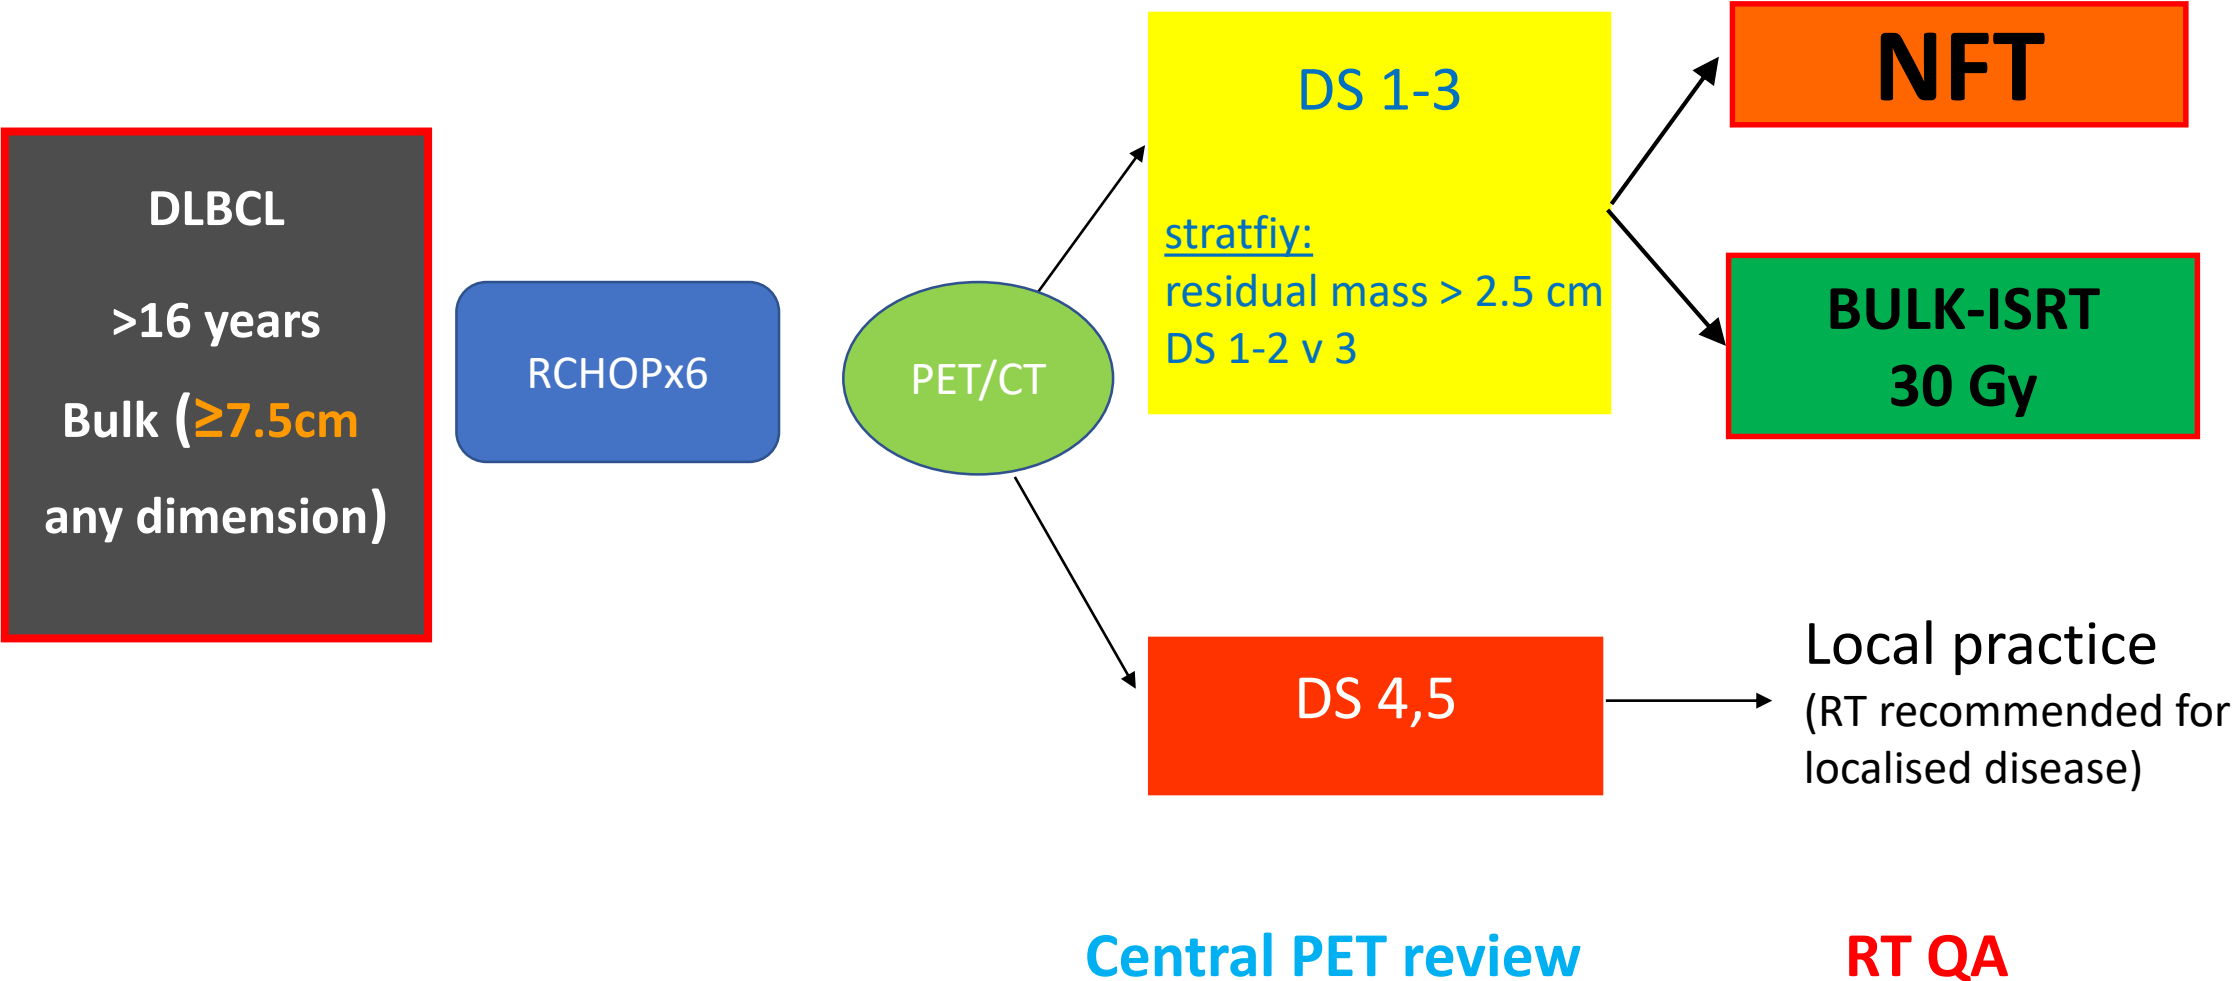 DLBCL
>16 years
Bulk (≥7.5cm
any dimension)
RCHOPx6
PET/CT
DS 1-3
stratfiy:
residual mass > 2.5 cm
DS 1-2 v 3
NFT
BULK-ISRT
30 Gy
DS 4,5
Local practice
(RT recommended for
localised disease)
Central PET review
RT QA